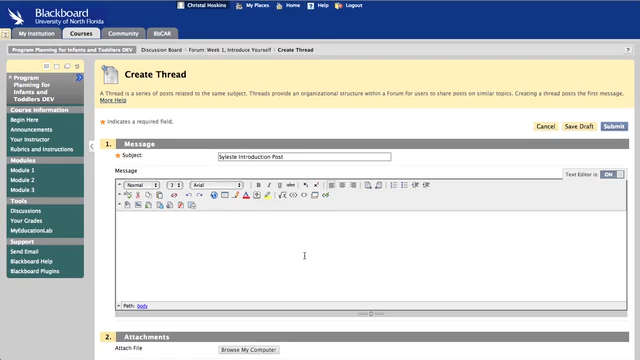 Blackboard
University of North Florida
Christal Hoskins
My Places
Home
Help
Logout
My Institution
Courses
Community
BbCAR
Program Planning for Infants and Toddlers DEV
Discussion Board
Forum: Week 1, Introduce Yourself
Create Thread
?
Program
Planning for
Infants and
Toddlers DEV
Course Information
Begin Here
Announcements
Your Instructor
Rubrics and Instructions
Modules
Module 1
Module 2
Module 3
Tools
Discussions
Your Grades
MyEducationLab
Support
Send Email
Blackboard Help
Blackboard Plugins
Create Thread
A Thread is a series of posts related to the same subject. Threads provide an organizational structure within a Forum for users to share posts on similar topics. Creating a thread posts the first message.
More Help
Indicates a required field.
Cancel
Save Draft
Submit
1. Message
Subject:
Syleste Introduction Post
Message
Text Editor is: ON
Normal
3
Arial
B I U
Path: body
2. Attachments
Attach File
Browse My Computer